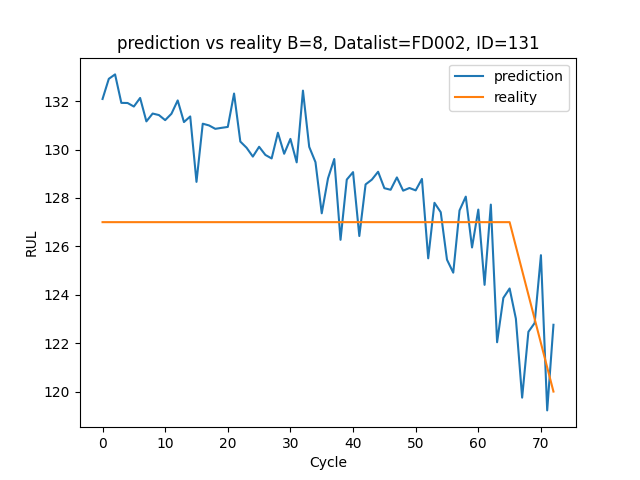 prediction vs reality B=8, Datalist=FD002, ID=131
prediction
reality
RUL
132
130
128
126
124
122
120
0 10 20 30 40 50 60 70
Cycle